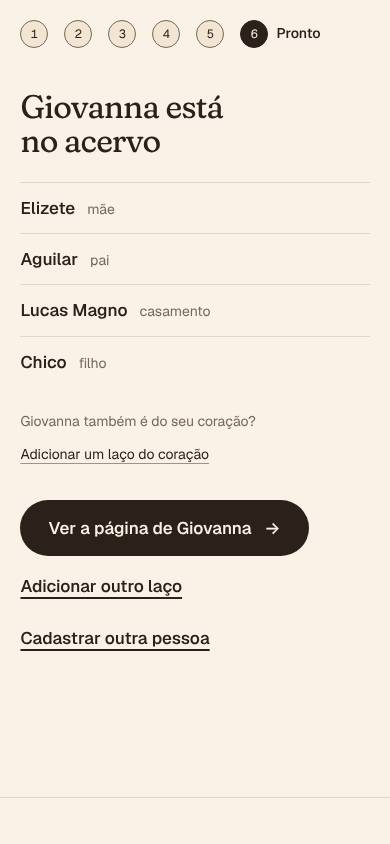 1 2 3 4 5 6 Pronto
Giovanna está
no acervo
Elizete mãe
Aguilar pai
Lucas Magno casamento
Chico filho
Giovanna também é do seu coração?
Adicionar um laço do coração
Ver a página de Giovanna →
Adicionar outro laço
Cadastrar outra pessoa